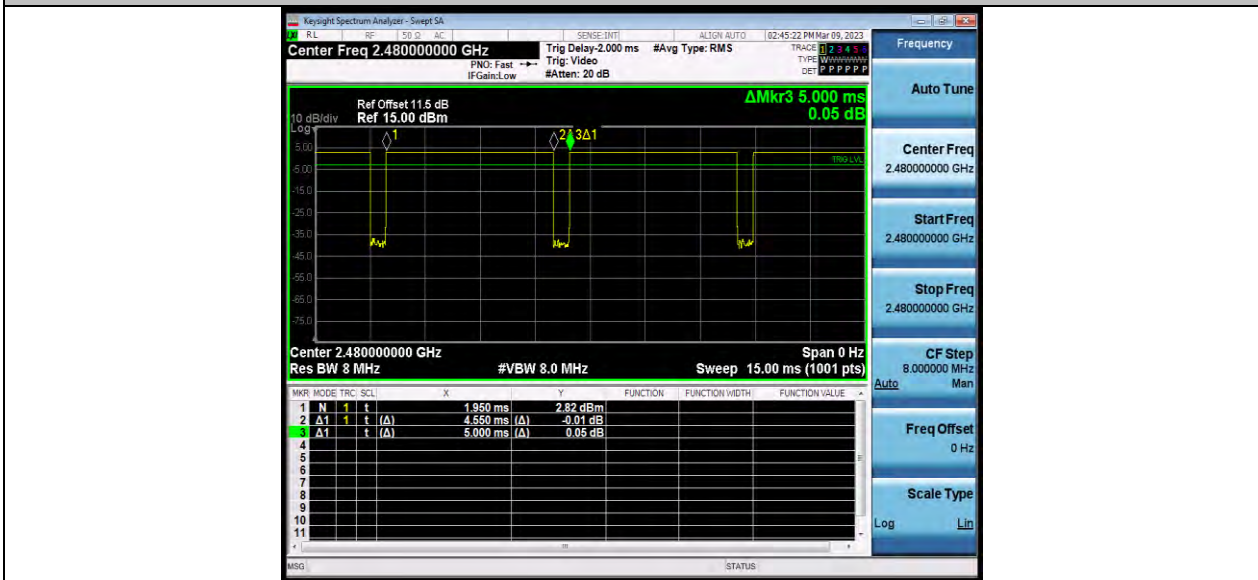 Keysight Spectrum Analyzer - Swept SA
RL RF 50 Ω AC SENSE:INT ALIGN AUTO 02:45:22 PM Mar 09, 2023
Center Freq 2.480000000 GHz
PNO: Fast
IFGain:Low
Trig Delay-2.000 ms
Trig: Video
#Atten: 20 dB
#Avg Type: RMS
TRACE 1 2 3 4 5 6
TYPE WWWWWW
DET P P P P P P
ΔMkr3 5.000 ms
0.05 dB
Ref Offset 11.5 dB
10 dB/div Ref 15.00 dBm
Log
1 2Δ 3Δ1
5.00
TRIG LVL
-5.00
-15.0
-25.0
-35.0
-45.0
-55.0
-65.0
-75.0
Center 2.480000000 GHz Span 0 Hz
Res BW 8 MHz #VBW 8.0 MHz Sweep 15.00 ms (1001 pts)
MKR MODE TRC SCL X Y FUNCTION FUNCTION WIDTH FUNCTION VALUE
1 N 1 t 1.950 ms 2.82 dBm
2 Δ1 1 t (Δ) 4.550 ms (Δ) -0.01 dB
3 Δ1 t (Δ) 5.000 ms (Δ) 0.05 dB
4
5
6
7
8
9
10
11
MSG STATUS
Frequency
Auto Tune
Center Freq
2.480000000 GHz
Start Freq
2.480000000 GHz
Stop Freq
2.480000000 GHz
CF Step
8.000000 MHz
Auto Man
Freq Offset
0 Hz
Scale Type
Log Lin